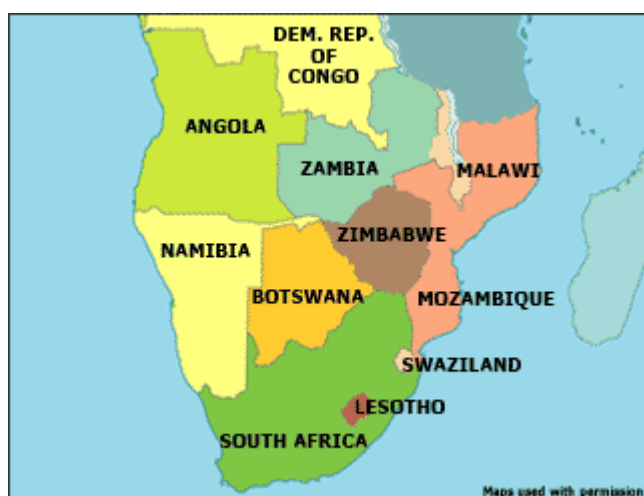 DEM. REP.
OF
CONGO
ANGOLA
ZAMBIA
MALAWI
ZIMBABWE
NAMIBIA
BOTSWANA
MOZAMBIQUE
SWAZILAND
LESOTHO
SOUTH AFRICA
Maps used with permission